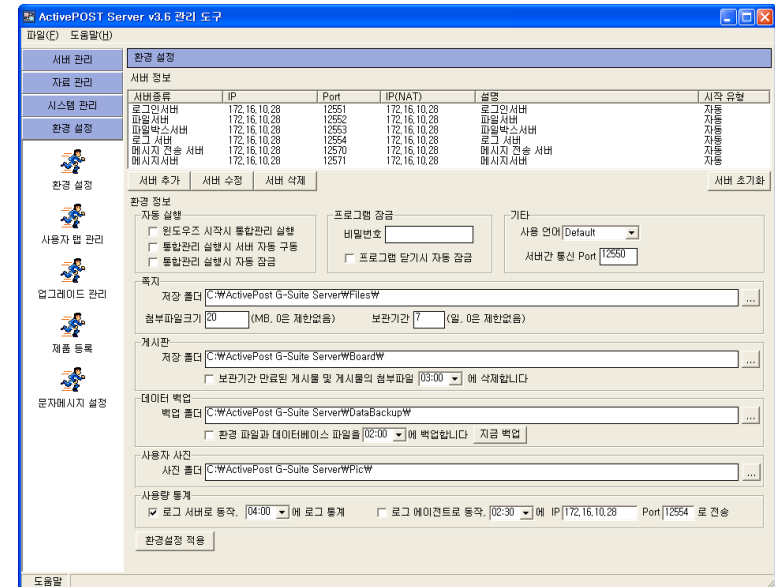 ActivePOST Server v3.6 관리 도구
파일(F) 도움말(H)
서버 관리
자료 관리
시스템 관리
환경 설정
환경 설정
사용자 탭 관리
업그레이드 관리
제품 등록
문자메시지 설정
환경 설정
서버 정보
서버종류 IP Port IP(NAT) 설명 시작 유형
로그인서버 172,16,10,28 12551 172,16,10,28 로그인서버 자동
파일서버 172,16,10,28 12552 172,16,10,28 파일서버 자동
파일박스서버 172,16,10,28 12553 172,16,10,28 파일박스서버 자동
로그 서버 172,16,10,28 12554 172,16,10,28 로그 서버 자동
메시지 전송 서버 172,16,10,28 12570 172,16,10,28 메시지 전송 서버 자동
메시지서버 172,16,10,28 12571 172,16,10,28 메시지서버 자동
서버 추가 서버 수정 서버 삭제 서버 초기화
환경 정보
자동 실행
윈도우즈 시작시 통합관리 실행
통합관리 실행시 서버 자동 구동
통합관리 실행시 자동 잠금
프로그램 잠금
비밀번호
프로그램 닫기시 자동 잠금
기타
사용 언어 Default
서버간 통신 Port 12550
쪽지
저장 폴더 C:₩ActivePost G-Suite Server₩Files₩ ...
첨부파일크기 20 (MB, 0은 제한없음) 보관기간 7 (일, 0은 제한없음)
게시판
저장 폴더 C:₩ActivePost G-Suite Server₩Board₩ ...
보관기간 만료된 게시물 및 게시물의 첨부파일 03:00 에 삭제합니다
데이터 백업
백업 폴더 C:₩ActivePost G-Suite Server₩DataBackup₩ ...
환경 파일과 데이터베이스 파일을 02:00 에 백업합니다 지금 백업
사용자 사진
사진 폴더 C:₩ActivePost G-Suite Server₩Pic₩ ...
사용량 통계
로그 서버로 동작, 04:00 에 로그 통계 로그 에이전트로 동작, 02:30 에 IP 172,16,10,28 Port 12554 로 전송
환경설정 적용
도움말